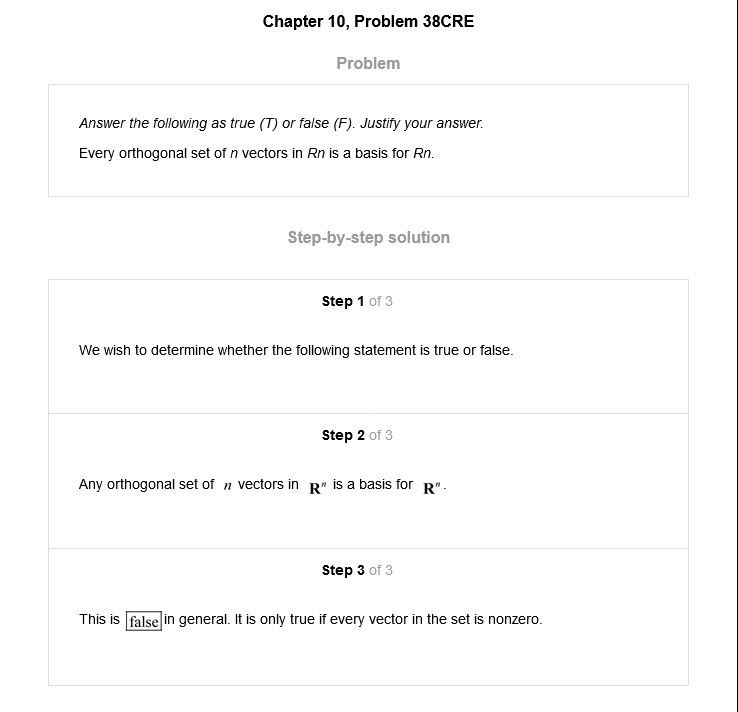 Chapter 10, Problem 38CRE
Problem
Answer the following as true (T) or false (F). Justify your answer.
Every orthogonal set of n vectors in Rn is a basis for Rn.
Step-by-step solution
Step 1 of 3
We wish to determine whether the following statement is true or false.
Step 2 of 3
Any orthogonal set of n vectors in Rⁿ is a basis for Rⁿ.
Step 3 of 3
This is false in general. It is only true if every vector in the set is nonzero.